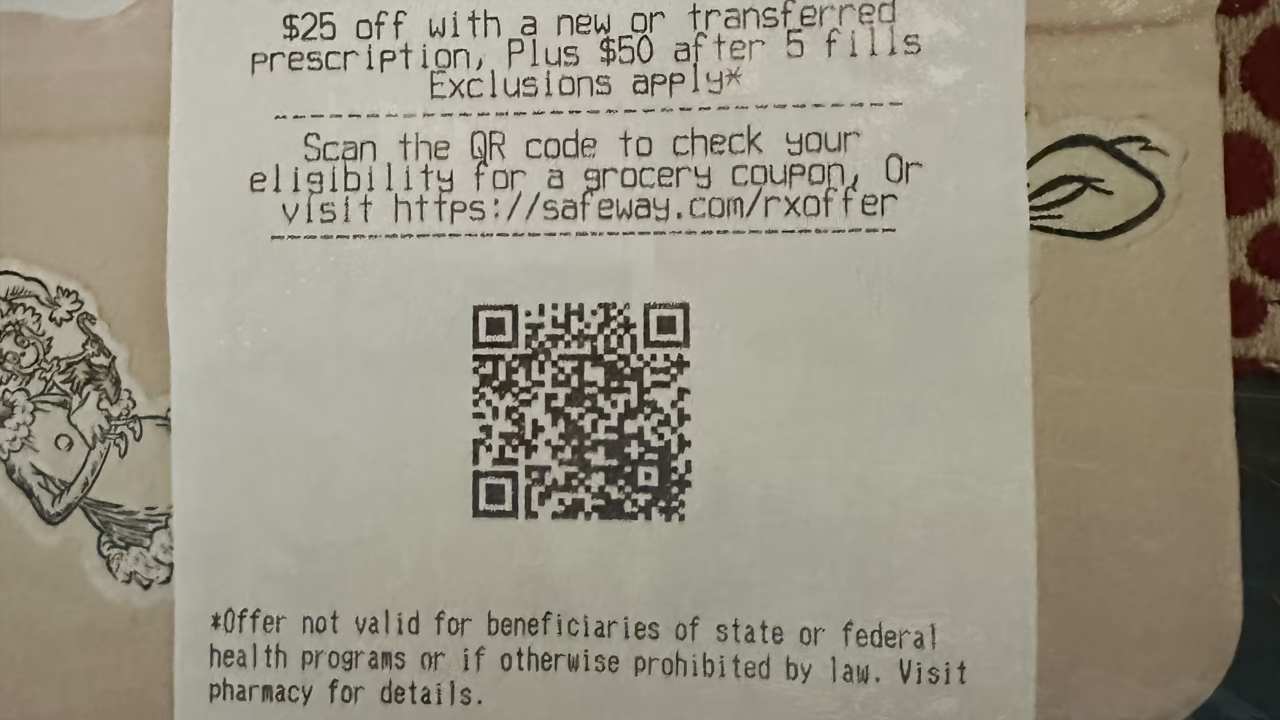 $25 off with a new or transferred
prescription, Plus $50 after 5 fills
Exclusions apply*
Scan the QR code to check your
eligibility for a grocery coupon, Or
visit https://safeway.com/rxoffer
*Offer not valid for beneficiaries of state or federal
health programs or if otherwise prohibited by law. Visit
pharmacy for details.